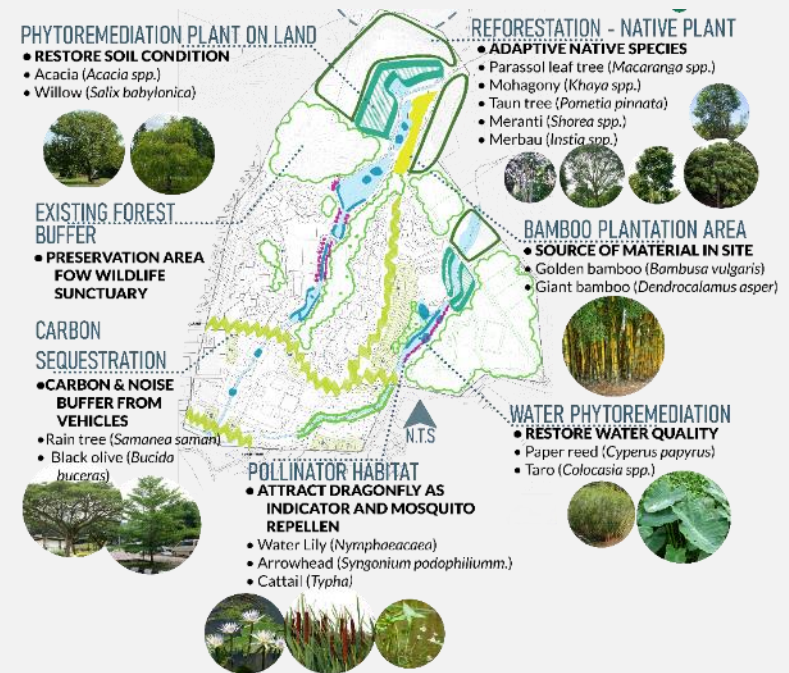 PHYTOREMEDIATION PLANT ON LAND
• RESTORE SOIL CONDITION
• Acacia (Acacia spp.)
• Willow (Salix babylonica)
REFORESTATION - NATIVE PLANT
• ADAPTIVE NATIVE SPECIES
• Parassol leaf tree (Macaranga spp.)
• Mohagony (Khaya spp.)
• Taun tree (Pometia pinnata)
• Meranti (Shorea spp.)
• Merbau (Instia spp.)
EXISTING FOREST
BUFFER
• PRESERVATION AREA
FOW WILDLIFE
SUNCTUARY
BAMBOO PLANTATION AREA
• SOURCE OF MATERIAL IN SITE
• Golden bamboo (Bambusa vulgaris)
• Giant bamboo (Dendrocalamus asper)
CARBON
SEQUESTRATION
• CARBON & NOISE
BUFFER FROM
VEHICLES
• Rain tree (Samanea saman)
• Black olive (Bucida
buceras)
N.T.S
WATER PHYTOREMEDIATION
• RESTORE WATER QUALITY
• Paper reed (Cyperus papyrus)
• Taro (Colocasia spp.)
POLLINATOR HABITAT
• ATTRACT DRAGONFLY AS
INDICATOR AND MOSQUITO
REPELLEN
• Water Lily (Nymphaeacaea)
• Arrowhead (Syngonium podophiliumm.)
• Cattail (Typha)